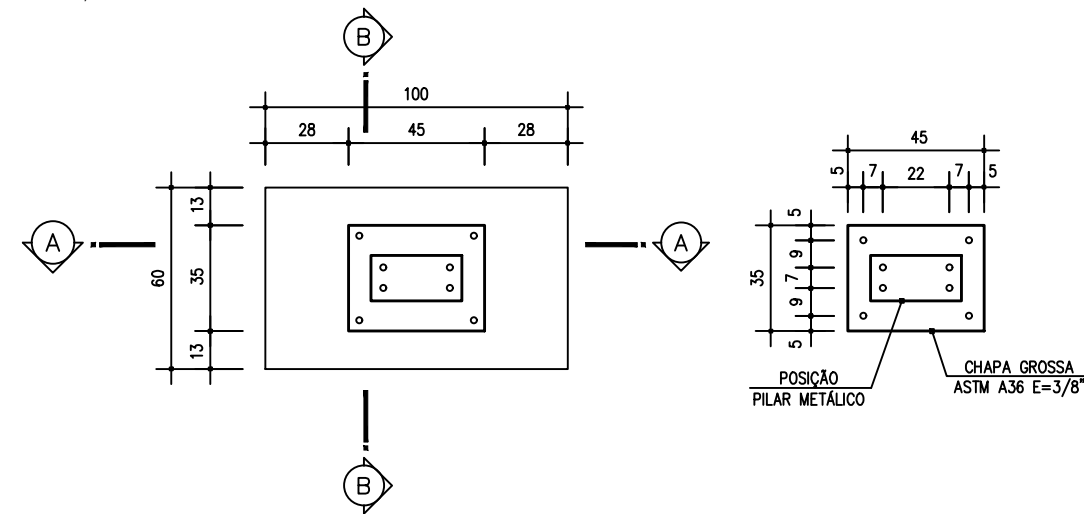 B
100
28 45 28
13
35
13
60
A
A
B
45
5 7 22 7 5
5
9
7
9
5
35
POSIÇÃO
PILAR METÁLICO
CHAPA GROSSA
ASTM A36 E=3/8"